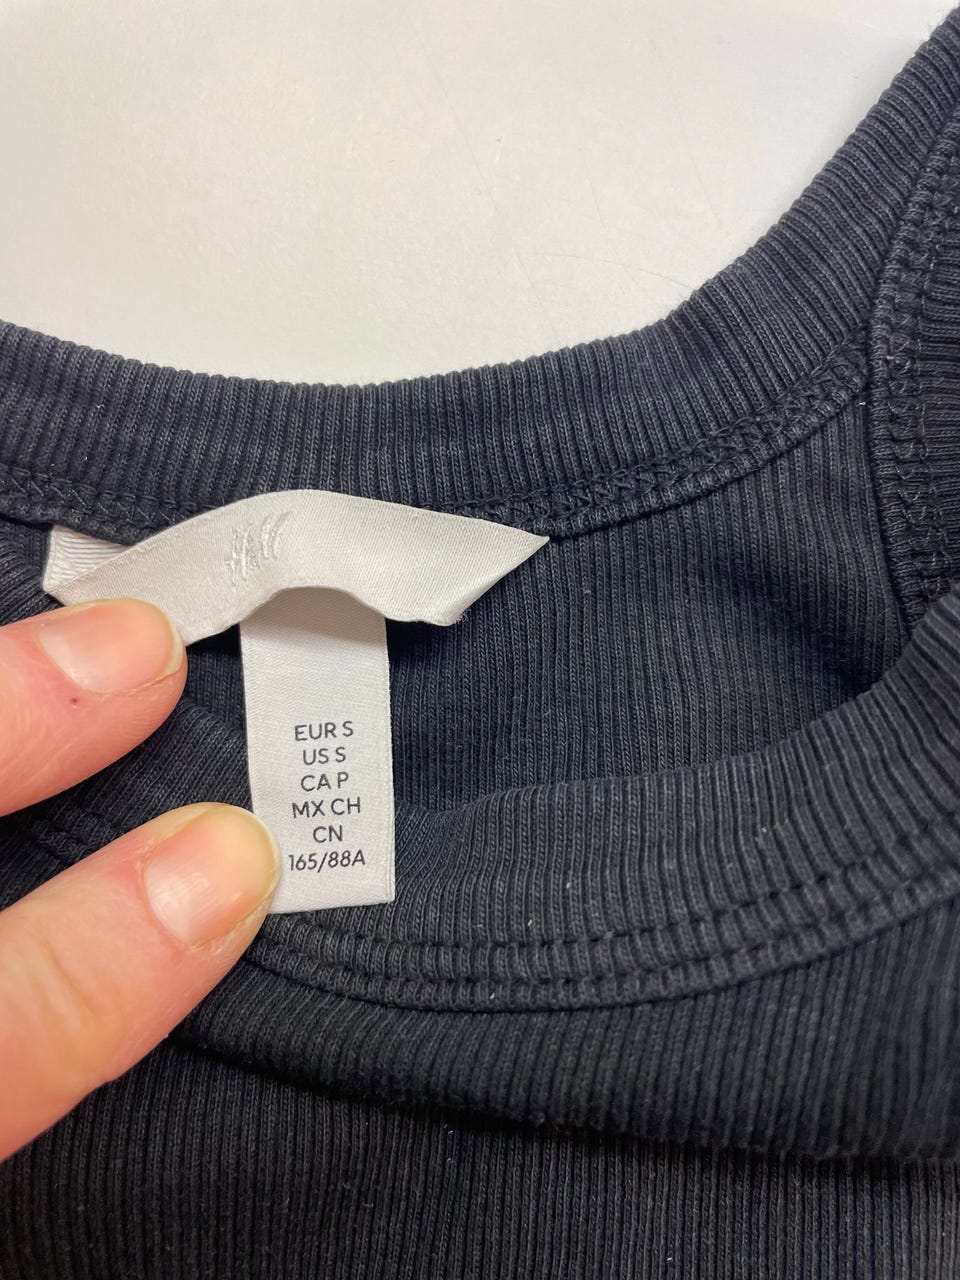 H&M
EUR S
US S
CA P
MX CH
CN
165/88A